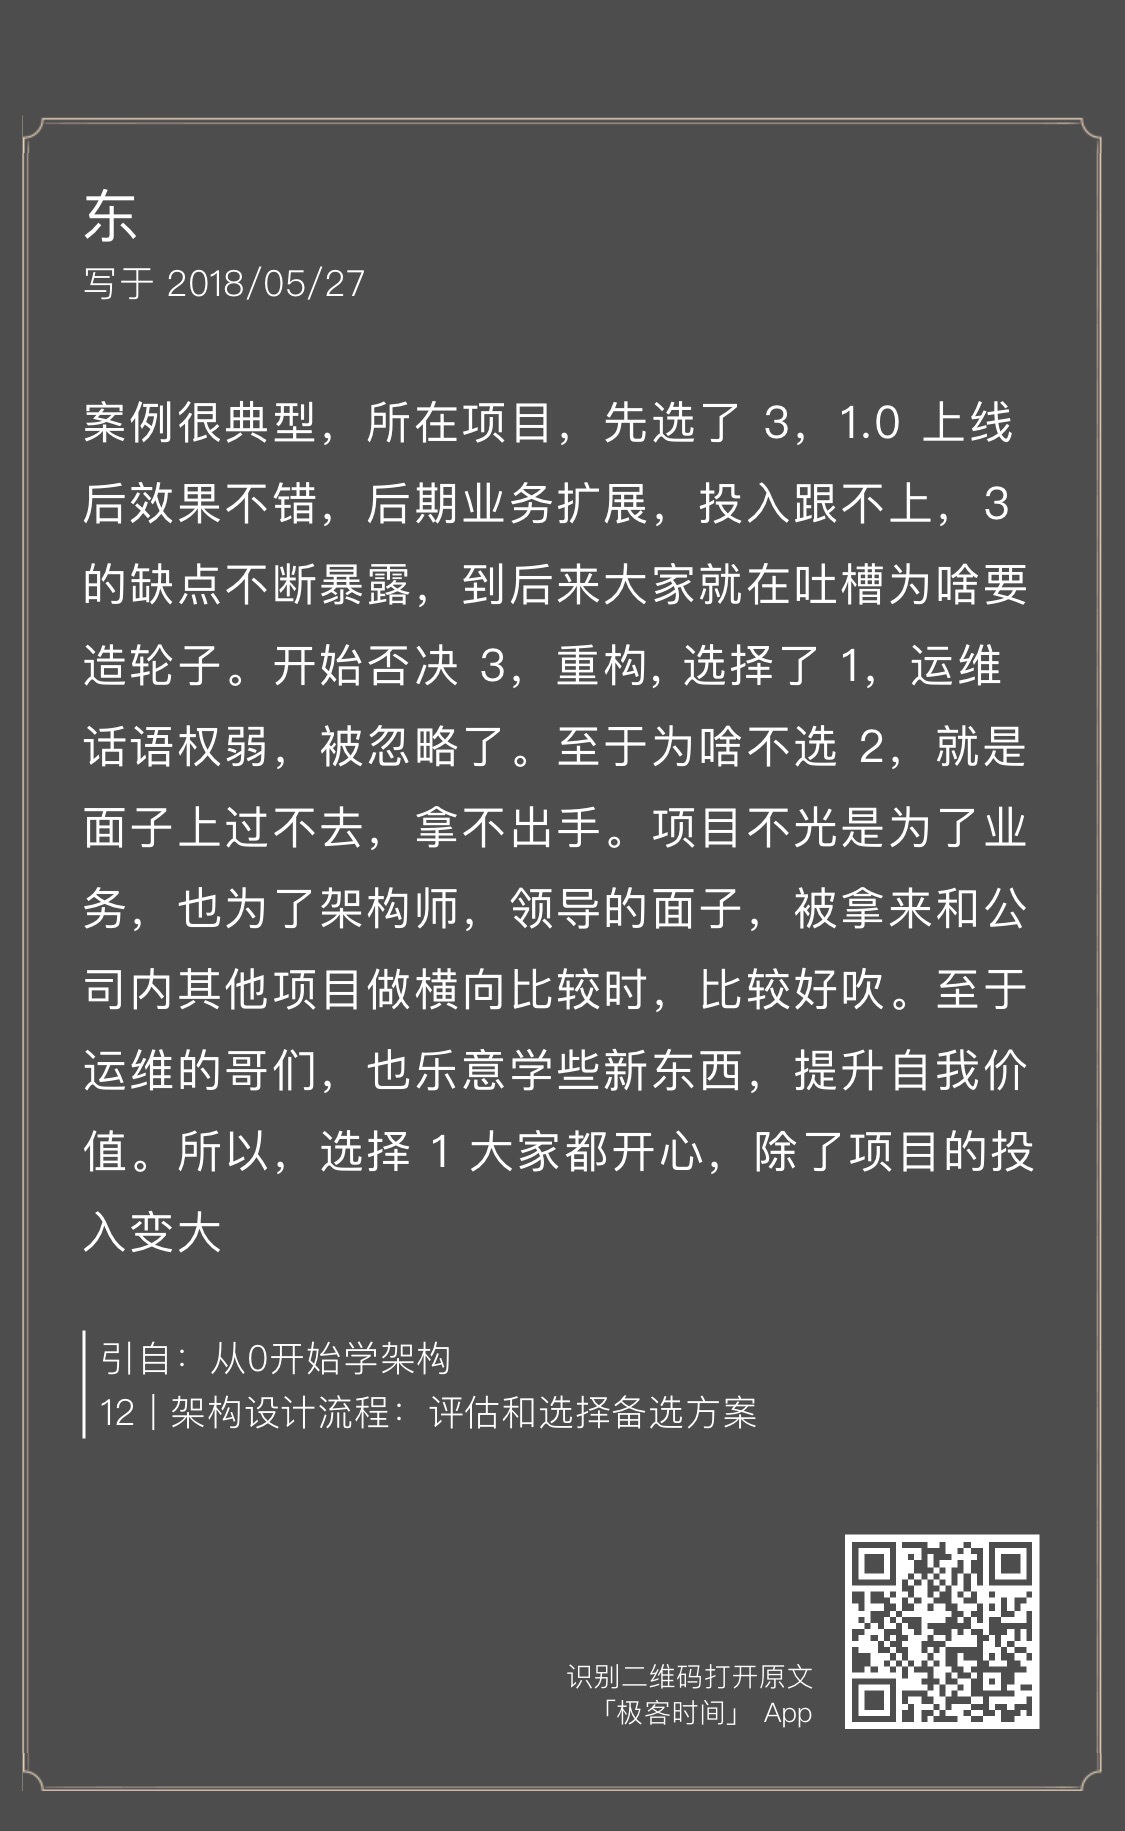 东
写于 2018/05/27
案例很典型，所在项目，先选了 3，1.0 上线
后效果不错，后期业务扩展，投入跟不上，3
的缺点不断暴露，到后来大家就在吐槽为啥要
造轮子。开始否决 3，重构, 选择了 1，运维
话语权弱，被忽略了。至于为啥不选 2，就是
面子上过不去，拿不出手。项目不光是为了业
务，也为了架构师，领导的面子，被拿来和公
司内其他项目做横向比较时，比较好吹。至于
运维的哥们，也乐意学些新东西，提升自我价
值。所以，选择 1 大家都开心，除了项目的投
入变大
引自：从0开始学架构
12｜架构设计流程：评估和选择备选方案
识别二维码打开原文
「极客时间」 App